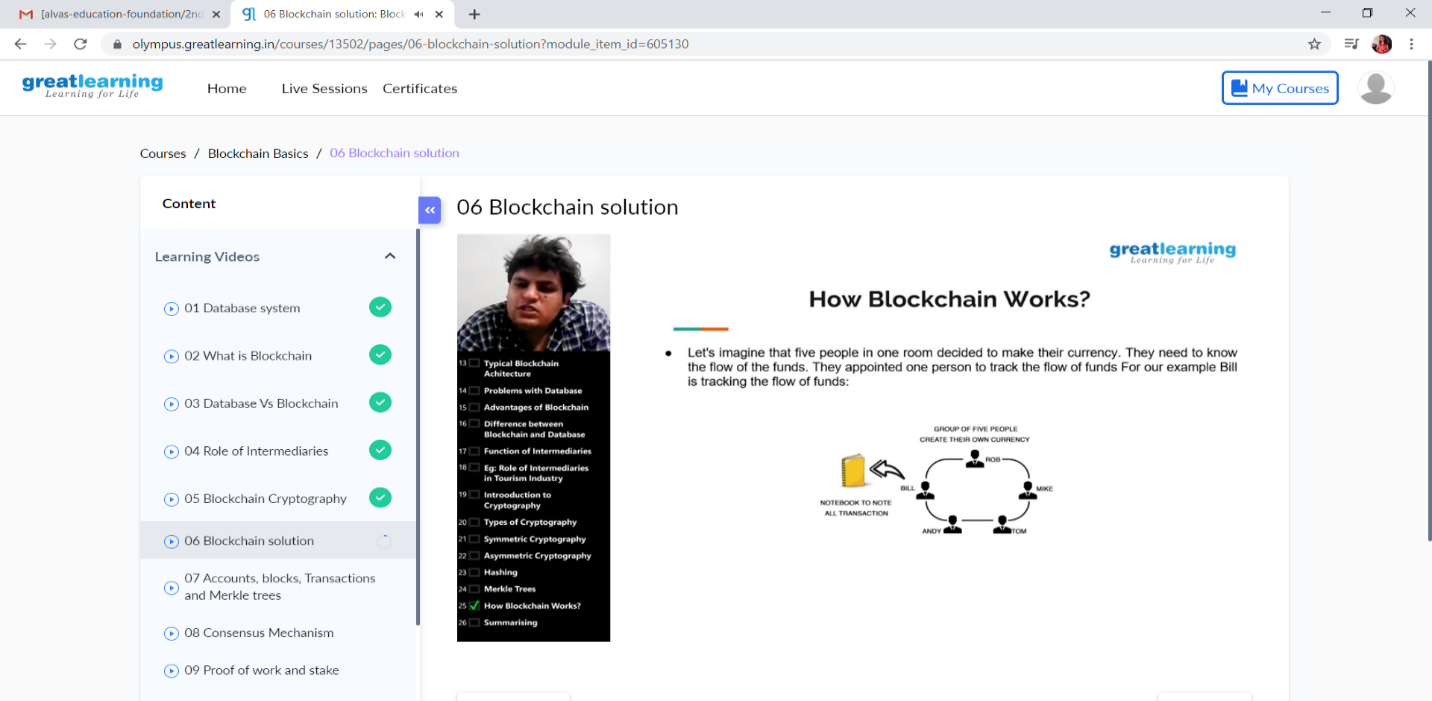 [alvas-education-foundation/2nd
06 Blockchain solution: Block
olympus.greatlearning.in/courses/13502/pages/06-blockchain-solution?module_item_id=605130
greatlearning
Learning for Life
Home
Live Sessions
Certificates
My Courses
Courses / Blockchain Basics / 06 Blockchain solution
Content
Learning Videos
01 Database system
02 What is Blockchain
03 Database Vs Blockchain
04 Role of Intermediaries
05 Blockchain Cryptography
06 Blockchain solution
07 Accounts, blocks, Transactions
and Merkle trees
08 Consensus Mechanism
09 Proof of work and stake
06 Blockchain solution
13 Typical Blockchain
Achitecture
14 Problems with Database
15 Advantages of Blockchain
16 Difference between
Blockchain and Database
17 Function of Intermediaries
18 Eg: Role of Intermediaries
in Tourism Industry
19 Introoduction to
Cryptography
20 Types of Cryptography
21 Symmetric Cryptography
22 Asymmetric Cryptography
23 Hashing
24 Merkle Trees
25 How Blockchain Works?
26 Summarising
greatlearning
Learning for Life
How Blockchain Works?
• Let's imagine that five people in one room decided to make their currency. They need to know
the flow of the funds. They appointed one person to track the flow of funds For our example Bill
is tracking the flow of funds:
GROUP OF FIVE PEOPLE
CREATE THEIR OWN CURRENCY
ROB
BILL
MIKE
NOTEBOOK TO NOTE
ALL TRANSACTION
ANDY
TOM